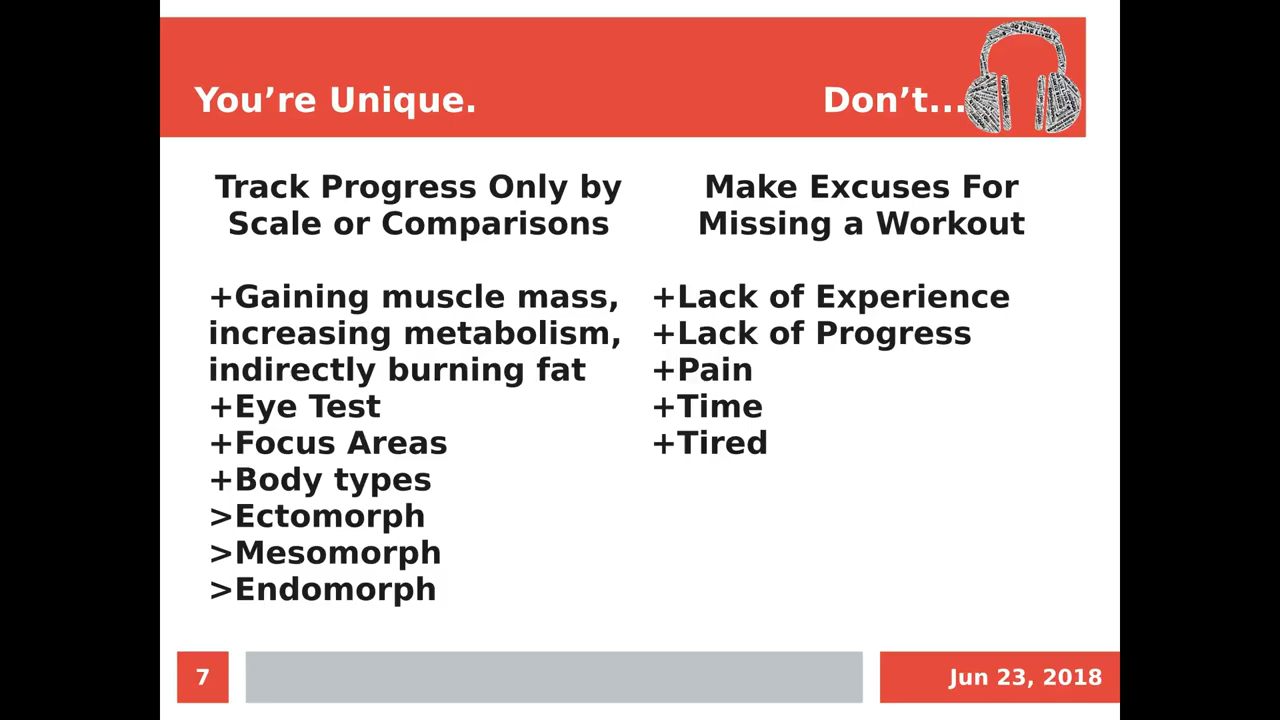 You’re Unique. Don’t...
Track Progress Only by
Scale or Comparisons
+Gaining muscle mass,
increasing metabolism,
indirectly burning fat
+Eye Test
+Focus Areas
+Body types
>Ectomorph
>Mesomorph
>Endomorph
Make Excuses For
Missing a Workout
+Lack of Experience
+Lack of Progress
+Pain
+Time
+Tired
7
Jun 23, 2018